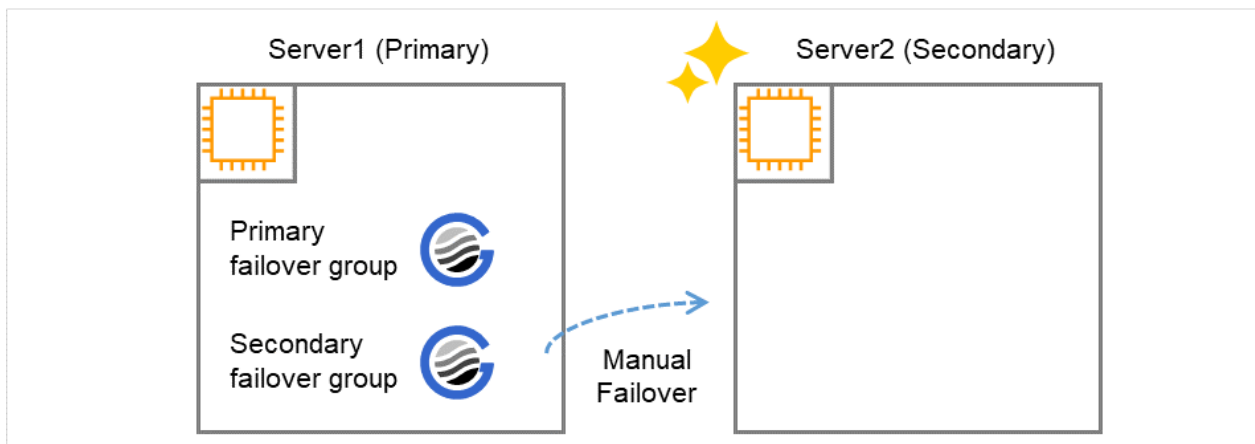 Server1 (Primary)
Server2 (Secondary)
Primary
failover group
Secondary
failover group
Manual
Failover